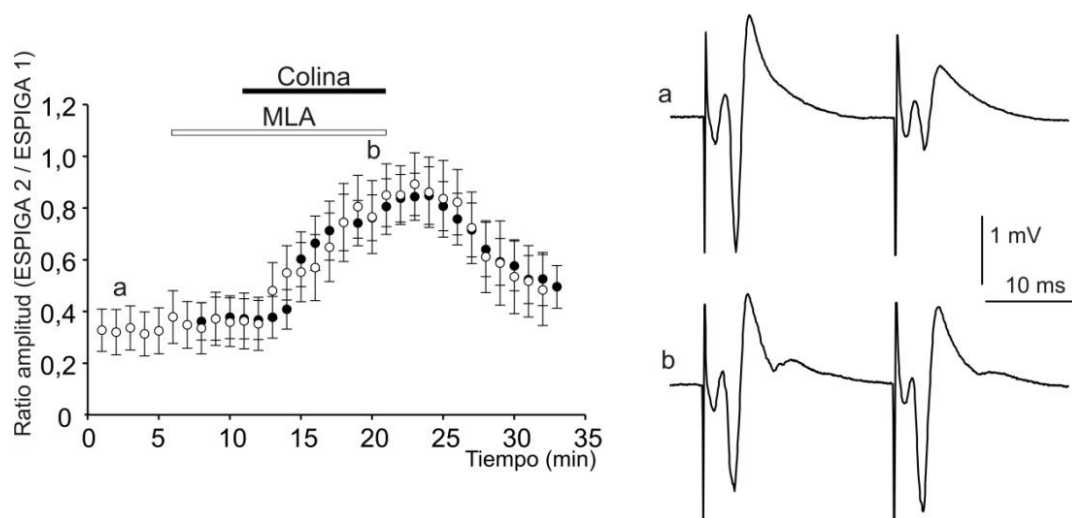 Ratio amplitud (ESPIGA 2 / ESPIGA 1)
Colina
MLA
1,2
1,0
0,8
0,6
0,4
0,2
0
a
b
0 5 10 15 20 25 30 35
Tiempo (min)
a
1 mV
10 ms
b